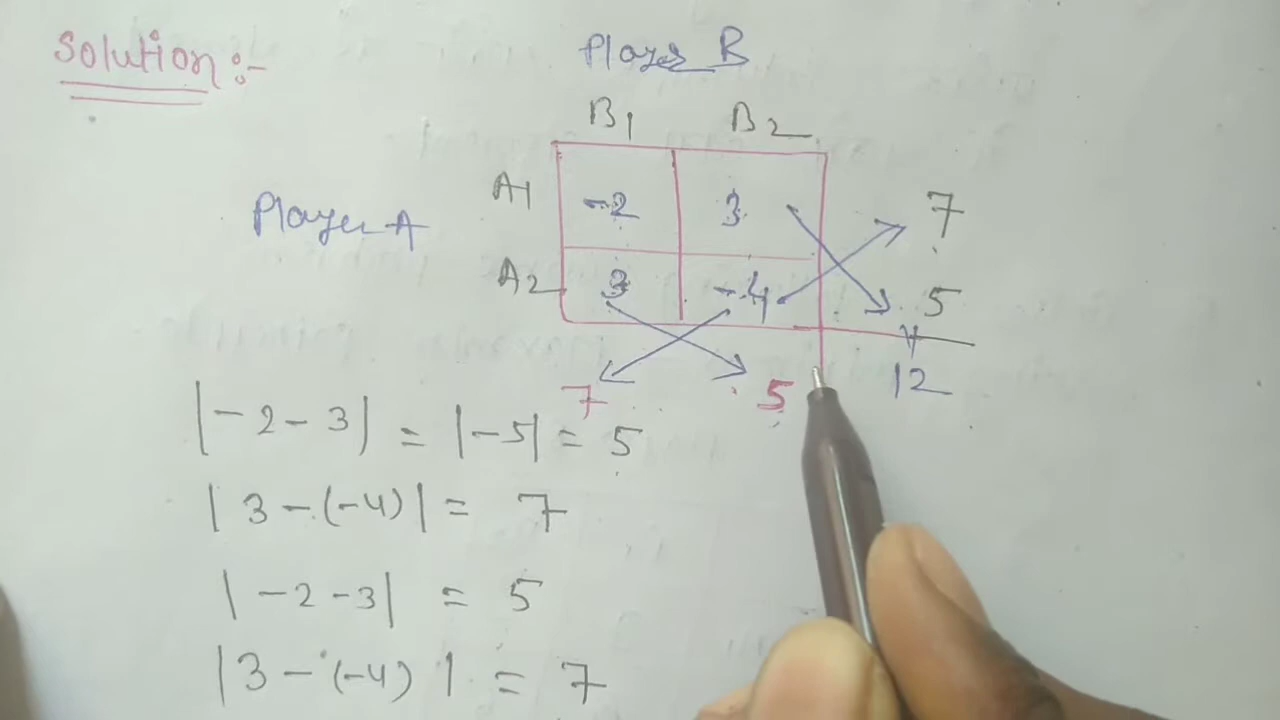 Solution :-
Player B
B1 B2
Player A
A1 -2 3 7
A2 3 -4 5
7 5 12
|-2-3| = |-5| = 5
|3-(-4)| = 7
|-2-3| = 5
|3-(-4)| = 7